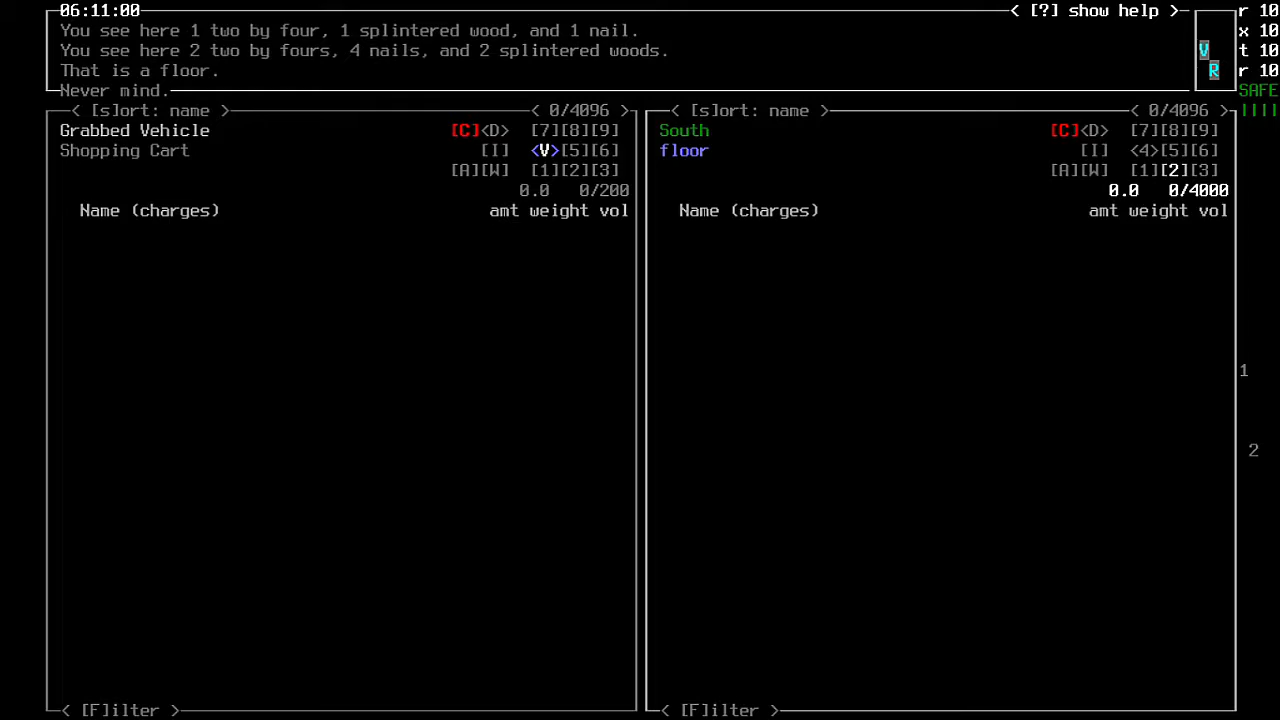 06:11:00 < [?] show help > r 10
You see here 1 two by four, 1 splintered wood, and 1 nail. x 10
You see here 2 two by fours, 4 nails, and 2 splintered woods. V t 10
That is a floor. R r 10
Never mind. SAFE
< [s]ort: name > < 0/4096 > < [s]ort: name > < 0/4096 > ||||
Grabbed Vehicle [C]<D> [7][8][9] South [C]<D> [7][8][9]
Shopping Cart [I] <V>[5][6] floor [I] <4>[5][6]
[A][W] [1][2][3] [A][W] [1][2][3]
0.0 0/200 0.0 0/4000
Name (charges) amt weight vol Name (charges) amt weight vol
1
2
< [F]ilter > < [F]ilter >